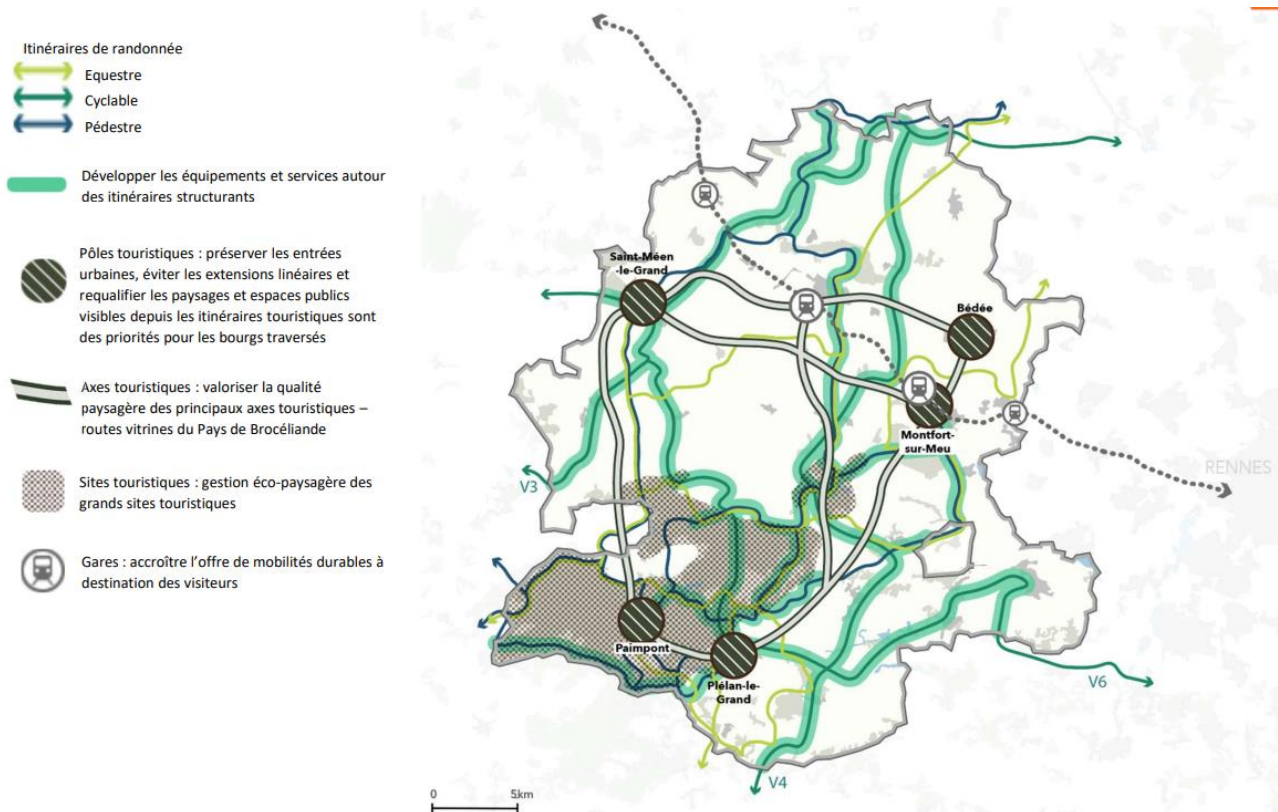 Itinéraires de randonnée
Equestre
Cyclable
Pédestre
Développer les équipements et services autour
des itinéraires structurants
Pôles touristiques : préserver les entrées
urbaines, éviter les extensions linéaires et
requalifier les paysages et espaces publics
visibles depuis les itinéraires touristiques sont
des priorités pour les bourgs traversés
Axes touristiques : valoriser la qualité
paysagère des principaux axes touristiques –
routes vitrines du Pays de Brocéliande
Sites touristiques : gestion éco-paysagère des
grands sites touristiques
Gares : accroître l’offre de mobilités durables à
destination des visiteurs
Saint-Méen
-le-Grand
Bédée
Montfort-
sur-Meu
RENNES
V3
Paimpont
Plélan-le-
Grand
V6
V4
0 5km